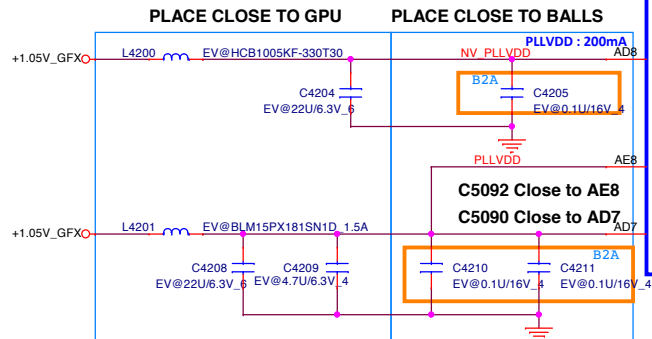 PLACE CLOSE TO GPU PLACE CLOSE TO BALLS
PLLVDD : 200mA
+1.05V_GFX L4200 EV@HCB1005KF-330T30 NV_PLLVDD AD8
B2A
C4204 C4205
EV@22U/6.3V_6 EV@0.1U/16V_4
PLLVDD AE8
C5092 Close to AE8
C5090 Close to AD7
+1.05V_GFX L4201 EV@BLM15PX181SN1D_1.5A AD7
B2A
C4208 C4209 C4210 C4211
EV@22U/6.3V_6 EV@4.7U/6.3V_4 EV@0.1U/16V_4 EV@0.1U/16V_4